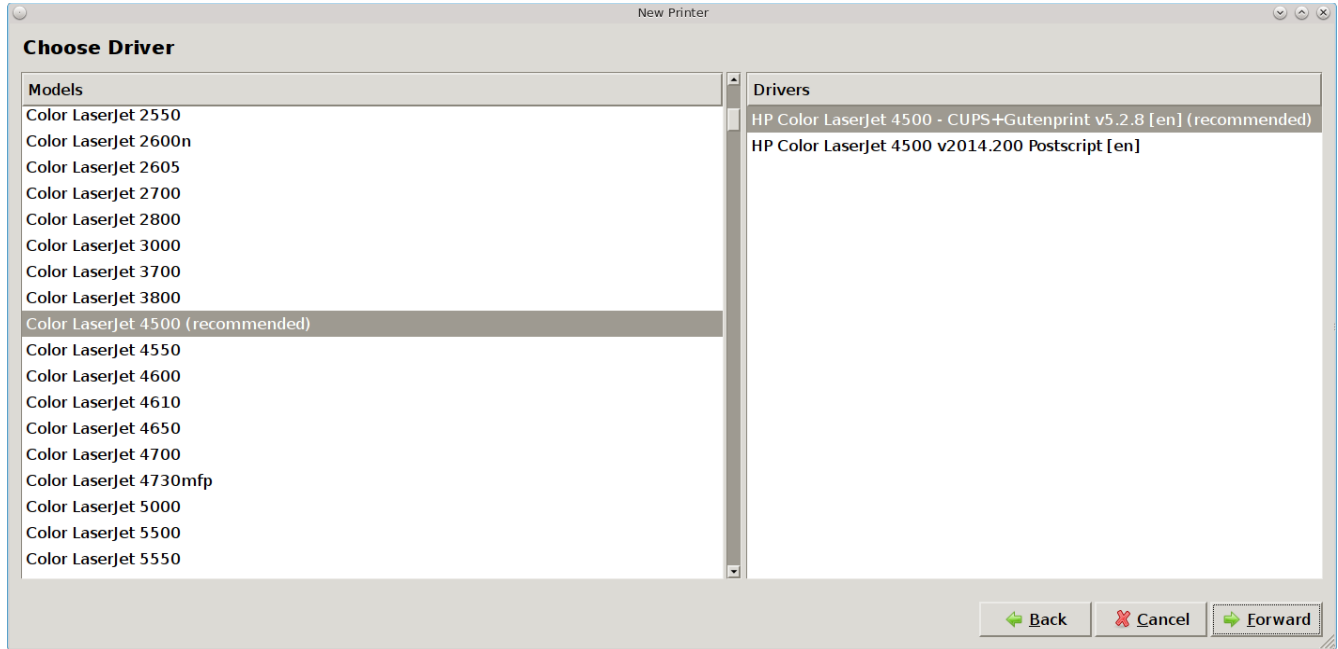 New Printer
Choose Driver
Models
Color LaserJet 2550
Color LaserJet 2600n
Color LaserJet 2605
Color LaserJet 2700
Color LaserJet 2800
Color LaserJet 3000
Color LaserJet 3700
Color LaserJet 3800
Color LaserJet 4500 (recommended)
Color LaserJet 4550
Color LaserJet 4600
Color LaserJet 4610
Color LaserJet 4650
Color LaserJet 4700
Color LaserJet 4730mfp
Color LaserJet 5000
Color LaserJet 5500
Color LaserJet 5550
Drivers
HP Color LaserJet 4500 - CUPS+Gutenprint v5.2.8 [en] (recommended)
HP Color LaserJet 4500 v2014.200 Postscript [en]
Back
Cancel
Forward